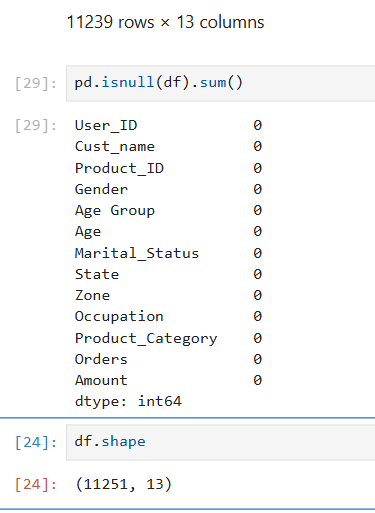 11239 rows × 13 columns
[29]: pd.isnull(df).sum()
[29]: User_ID 0
Cust_name 0
Product_ID 0
Gender 0
Age Group 0
Age 0
Marital_Status 0
State 0
Zone 0
Occupation 0
Product_Category 0
Orders 0
Amount 0
dtype: int64
[24]: df.shape
[24]: (11251, 13)